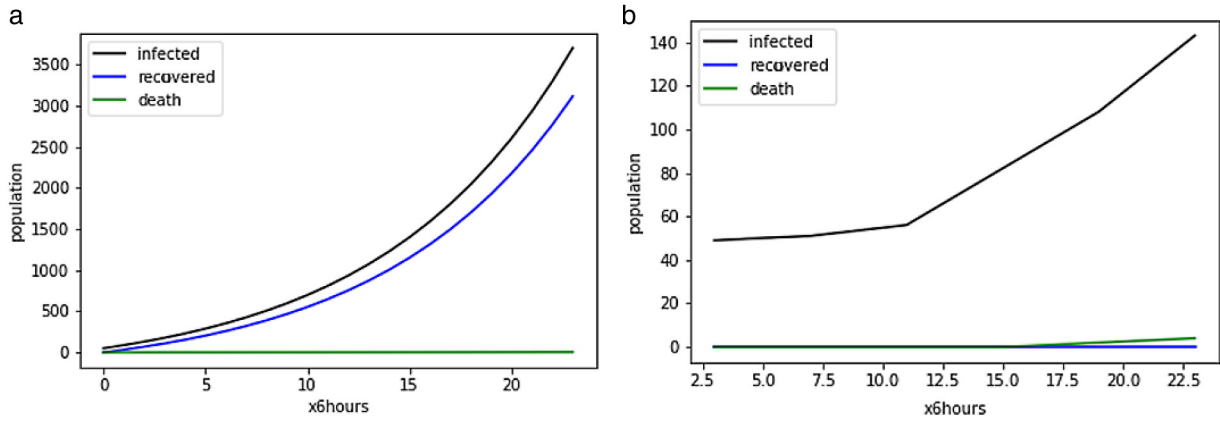 a
infected
recovered
death
population
3500
3000
2500
2000
1500
1000
500
0
0 5 10 15 20
x6hours
b
infected
recovered
death
population
140
120
100
80
60
40
20
0
2.5 5.0 7.5 10.0 12.5 15.0 17.5 20.0 22.5
x6hours